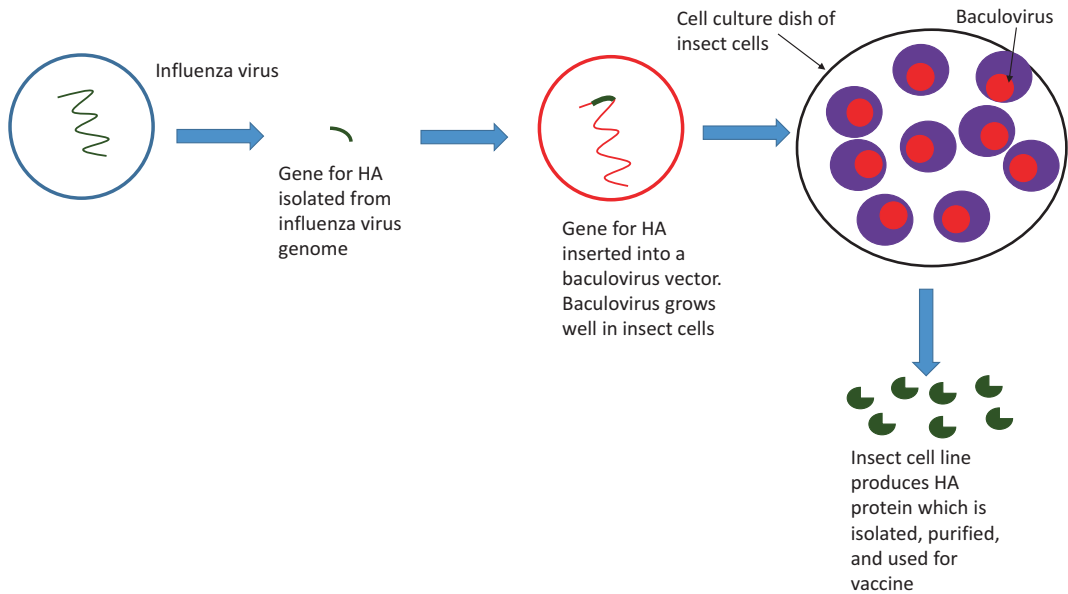 Influenza virus
Gene for HA
isolated from
influenza virus
genome
Gene for HA
inserted into a
baculovirus vector.
Baculovirus grows
well in insect cells
Cell culture dish of
insect cells
Baculovirus
Insect cell line
produces HA
protein which is
isolated, purified,
and used for
vaccine